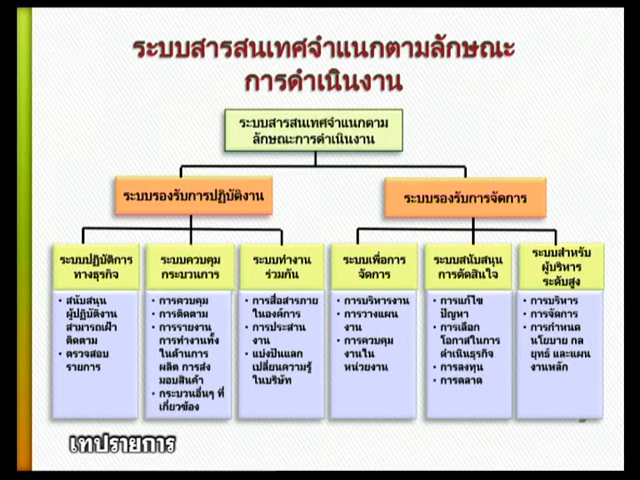 ระบบสารสนเทศจำแนกตามลักษณะ
การดำเนินงาน
ระบบสารสนเทศจำแนกตาม
ลักษณะการดำเนินงาน
ระบบรองรับการปฏิบัติงาน
ระบบรองรับการจัดการ
ระบบปฏิบัติการ
ทางธุรกิจ
• สนับสนุน
ผู้ปฏิบัติงาน
สามารถเฝ้า
ติดตาม
• ตรวจสอบ
รายการ
ระบบควบคุม
กระบวนการ
• การควบคุม
• การติดตาม
• การรายงาน
การทำงานทั้ง
ในด้านการ
ผลิต การส่ง
มอบสินค้า
• กระบวนอื่นๆ ที่
เกี่ยวข้อง
ระบบทำงาน
ร่วมกัน
• การสื่อสารภาย
ในองค์การ
• การประสาน
งาน
• แบ่งปันแลก
เปลี่ยนความรู้
ในบริษัท
ระบบเพื่อการ
จัดการ
• การบริหารงาน
• การวางแผน
งาน
• การควบคุม
งานใน
หน่วยงาน
ระบบสนับสนุน
การตัดสินใจ
• การแก้ไข
ปัญหา
• การเลือก
โอกาสในการ
ดำเนินธุรกิจ
• การลงทุน
• การตลาด
ระบบสำหรับ
ผู้บริหาร
ระดับสูง
• การบริหาร
• การจัดการ
• การกำหนด
นโยบาย กล
ยุทธ์ และแผน
งานหลัก
เทปรายการ